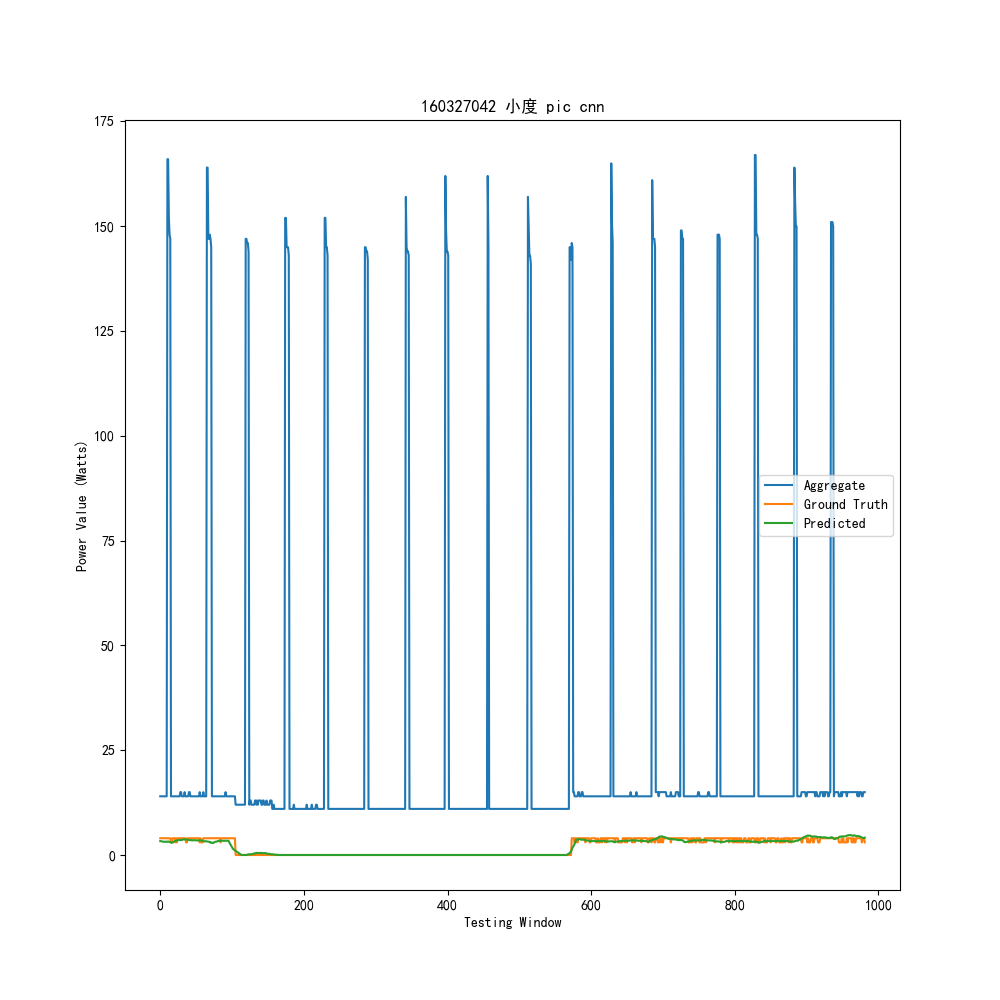 160327042 小度 pic cnn
175
150
125
100
75
50
25
0
Power Value (Watts)
Aggregate
Ground Truth
Predicted
0 200 400 600 800 1000
Testing Window